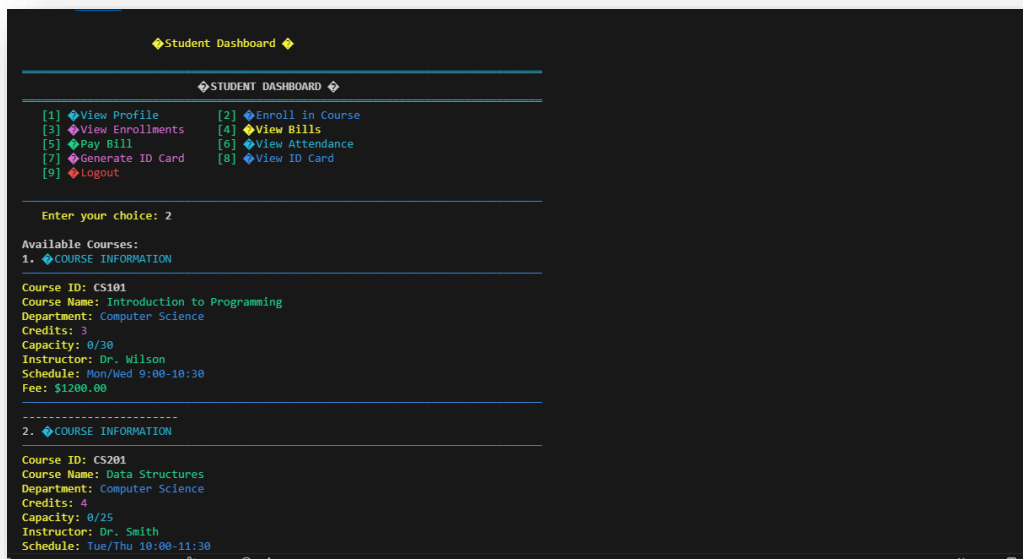 �Student Dashboard �
�STUDENT DASHBOARD �
[1] �View Profile [2] �Enroll in Course
[3] �View Enrollments [4] �View Bills
[5] �Pay Bill [6] �View Attendance
[7] �Generate ID Card [8] �View ID Card
[9] �Logout
Enter your choice: 2
Available Courses:
1. �COURSE INFORMATION
Course ID: CS101
Course Name: Introduction to Programming
Department: Computer Science
Credits: 3
Capacity: 0/30
Instructor: Dr. Wilson
Schedule: Mon/Wed 9:00-10:30
Fee: $1200.00
------------------------
2. �COURSE INFORMATION
Course ID: CS201
Course Name: Data Structures
Department: Computer Science
Credits: 4
Capacity: 0/25
Instructor: Dr. Smith
Schedule: Tue/Thu 10:00-11:30